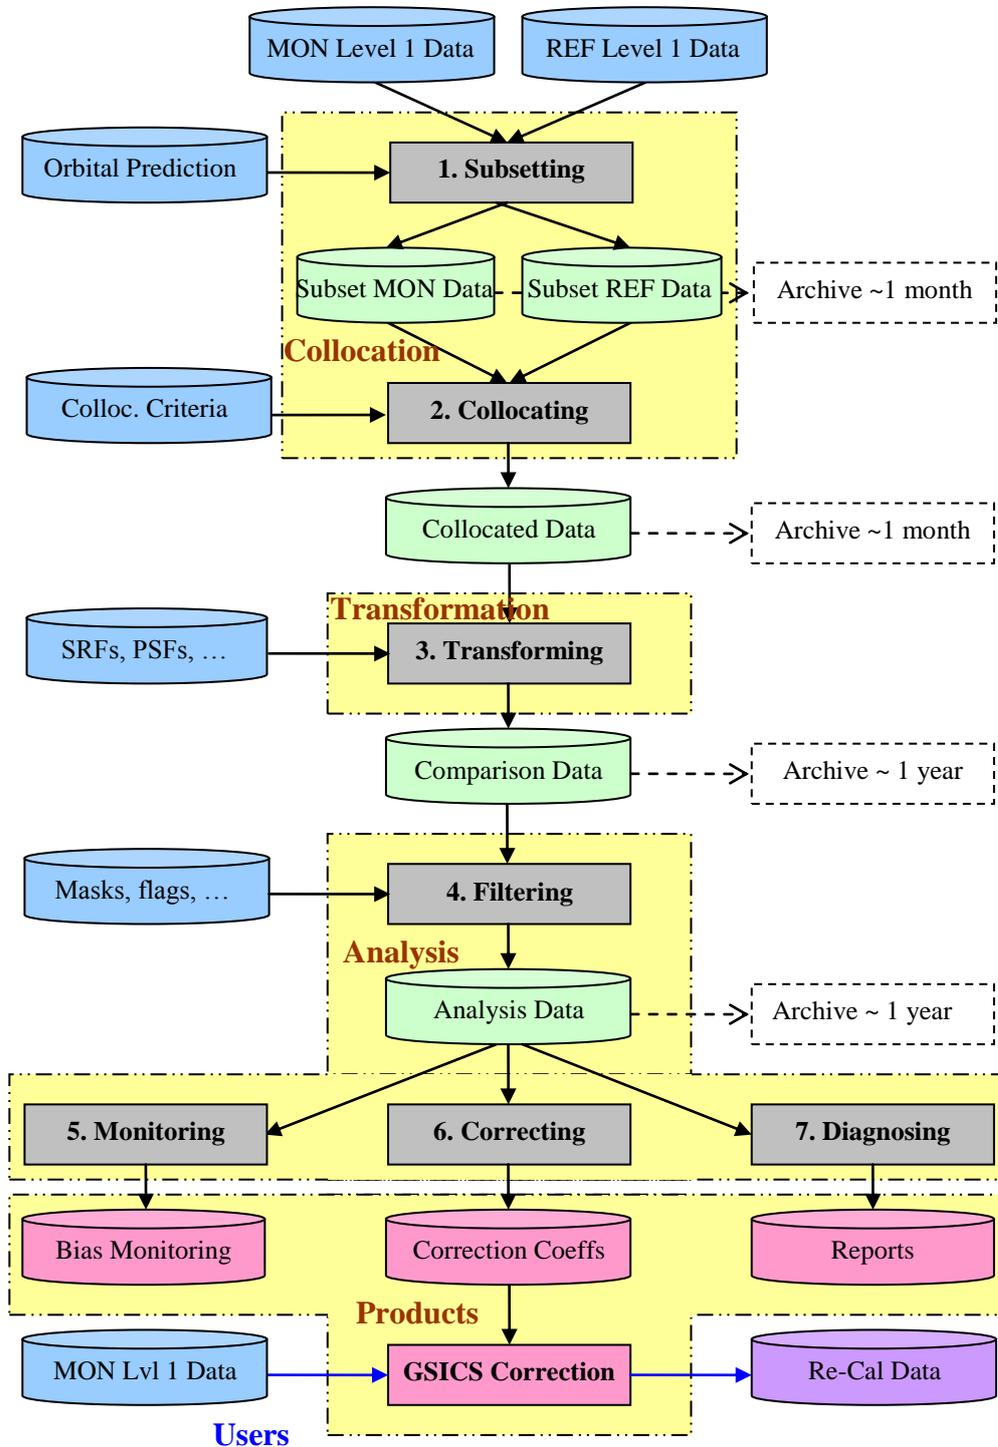 MON Level 1 Data
REF Level 1 Data
Orbital Prediction
1. Subsetting
Subset MON Data
Subset REF Data
Archive ~1 month
Collocation
Colloc. Criteria
2. Collocating
Collocated Data
Archive ~1 month
Transformation
SRFs, PSFs, …
3. Transforming
Comparison Data
Archive ~ 1 year
Masks, flags, …
4. Filtering
Analysis
Analysis Data
Archive ~ 1 year
5. Monitoring
6. Correcting
7. Diagnosing
Bias Monitoring
Correction Coeffs
Reports
Products
MON Lvl 1 Data
GSICS Correction
Re-Cal Data
Users